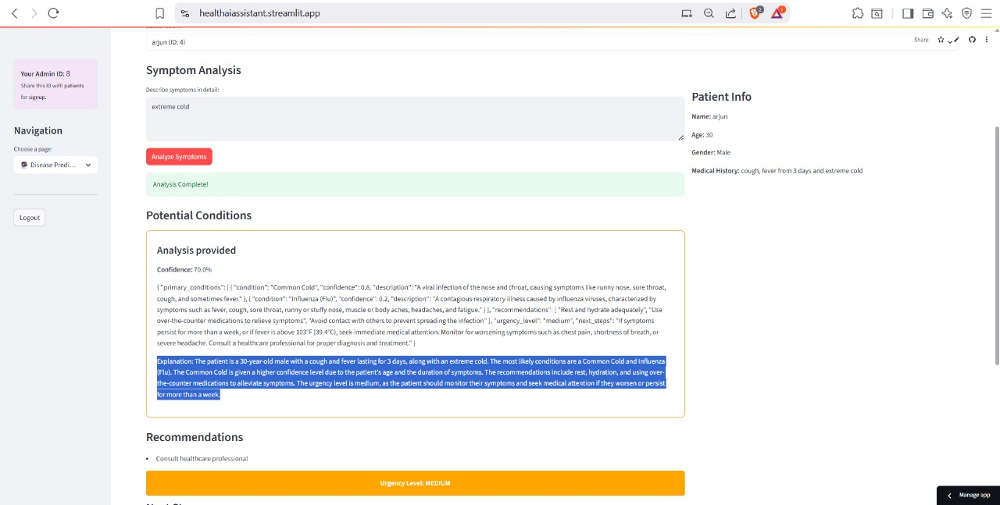 healthaiassistant.streamlit.app
2
1
arjun (ID: 4)
Share
Your Admin ID: 8
Share this ID with patients
for signup.
Navigation
Choose a page:
Disease Predi...
Logout
Symptom Analysis
Describe symptoms in detail:
extreme cold
Analyze Symptoms
Analysis Complete!
Patient Info
Name: arjun
Age: 30
Gender: Male
Medical History: cough, fever from 3 days and extreme cold
Potential Conditions
Analysis provided
Confidence: 70.0%
{ "primary_conditions": [ { "condition": "Common Cold", "confidence": 0.8, "description": "A viral infection of the nose and throat, causing symptoms like runny nose, sore throat,
cough, and sometimes fever." }, { "condition": "Influenza (Flu)", "confidence": 0.2, "description": "A contagious respiratory illness caused by influenza viruses, characterized by
symptoms such as fever, cough, sore throat, runny or stuffy nose, muscle or body aches, headaches, and fatigue." } ], "recommendations": [ "Rest and hydrate adequately", "Use
over-the-counter medications to relieve symptoms", "Avoid contact with others to prevent spreading the infection" ], "urgency_level": "medium", "next_steps": "If symptoms
persist for more than a week, or if fever is above 103°F (39.4°C), seek immediate medical attention. Monitor for worsening symptoms such as chest pain, shortness of breath, or
severe headache. Consult a healthcare professional for proper diagnosis and treatment." }
Explanation: The patient is a 30-year-old male with a cough and fever lasting for 3 days, along with an extreme cold. The most likely conditions are a Common Cold and Influenza
(Flu). The Common Cold is given a higher confidence level due to the patient's age and the duration of symptoms. The recommendations include rest, hydration, and using over-
the-counter medications to alleviate symptoms. The urgency level is medium, as the patient should monitor their symptoms and seek medical attention if they worsen or persist
for more than a week.
Recommendations
Consult healthcare professional
Urgency Level: MEDIUM
Manage app